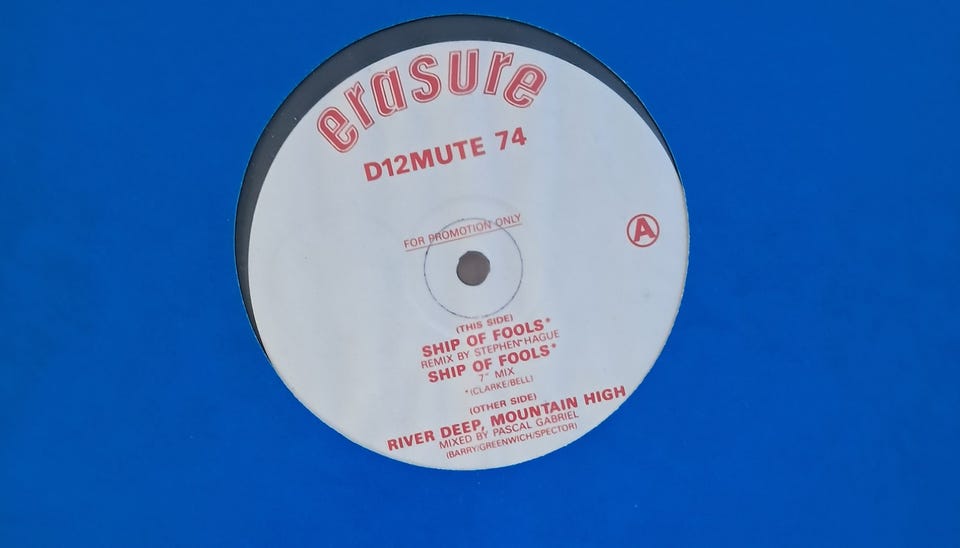 erasure
D12MUTE 74
FOR PROMOTION ONLY
A
(THIS SIDE)
SHIP OF FOOLS*
REMIX BY STEPHEN HAGUE
SHIP OF FOOLS*
7" MIX
*(CLARKE/BELL)
(OTHER SIDE)
RIVER DEEP, MOUNTAIN HIGH
MIXED BY PASCAL GABRIEL
(BARRY/GREENWICH/SPECTOR)